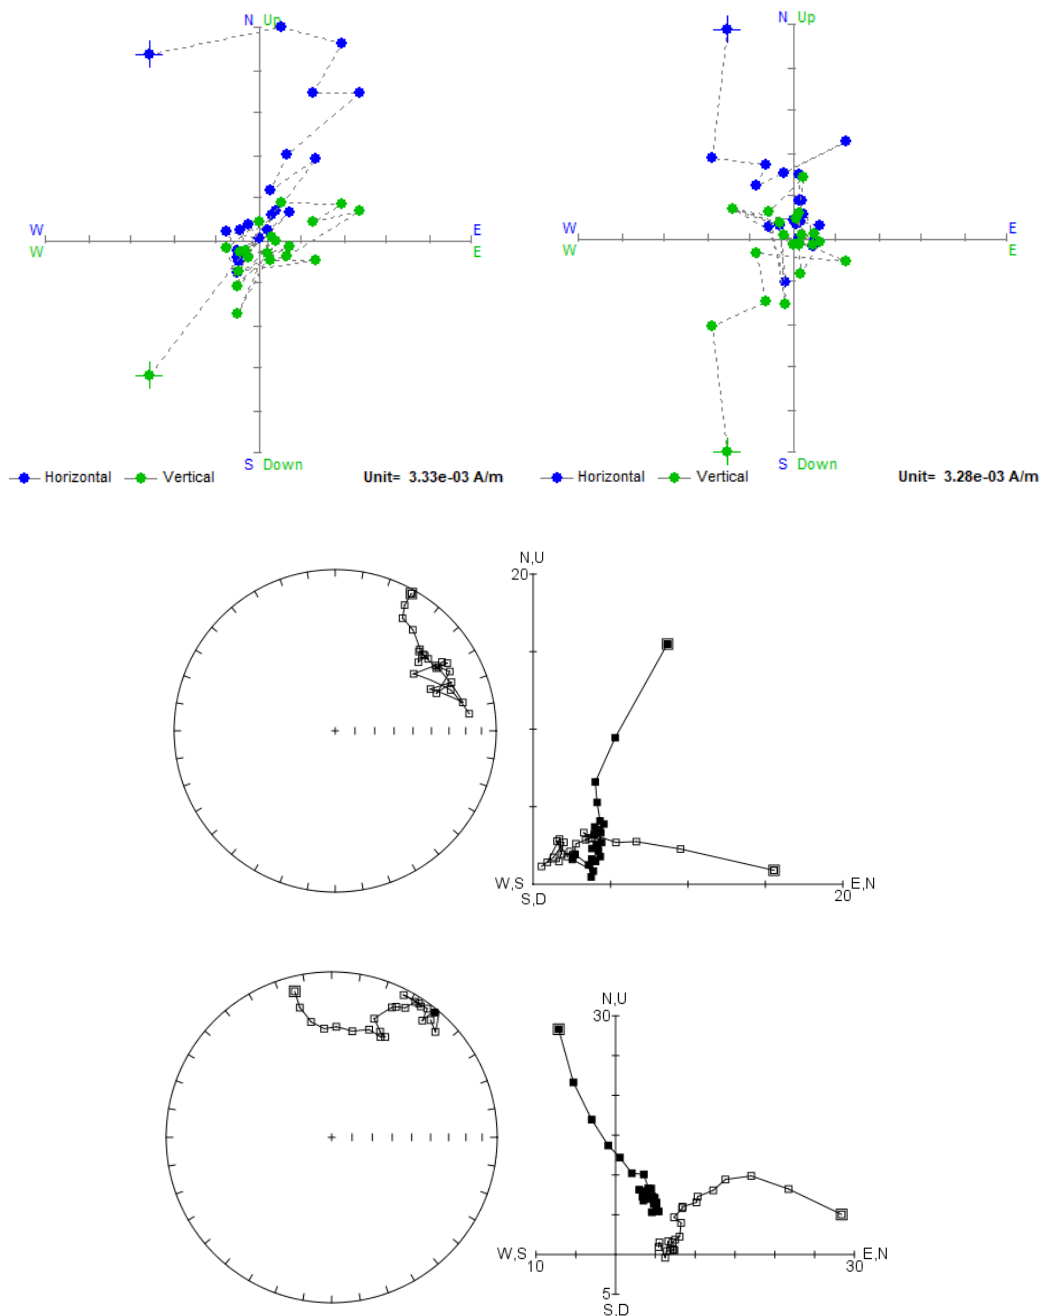 N Up
W E
W E
S Down
Horizontal Vertical Unit= 3.33e-03 A/m
N Up
W E
W E
S Down
Horizontal Vertical Unit= 3.28e-03 A/m
N,U
20
W,S E,N
S,D 20
N,U
30
W,S E,N
10 30
5
S,D